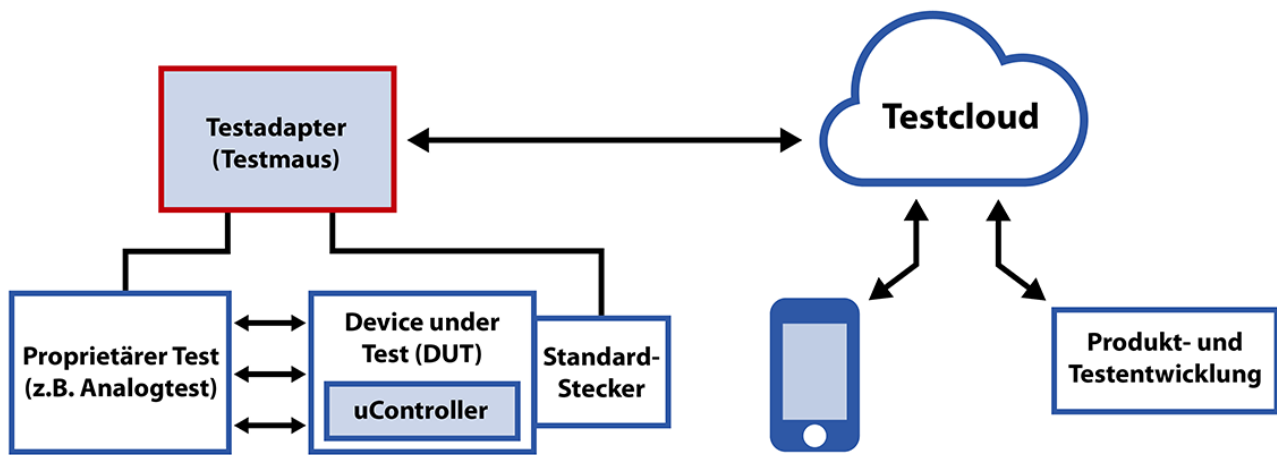 Testadapter
(Testmaus)
Testcloud
Proprietärer Test
(z.B. Analogtest)
Device under
Test (DUT)
uController
Standard-
Stecker
Produkt- und
Testentwicklung